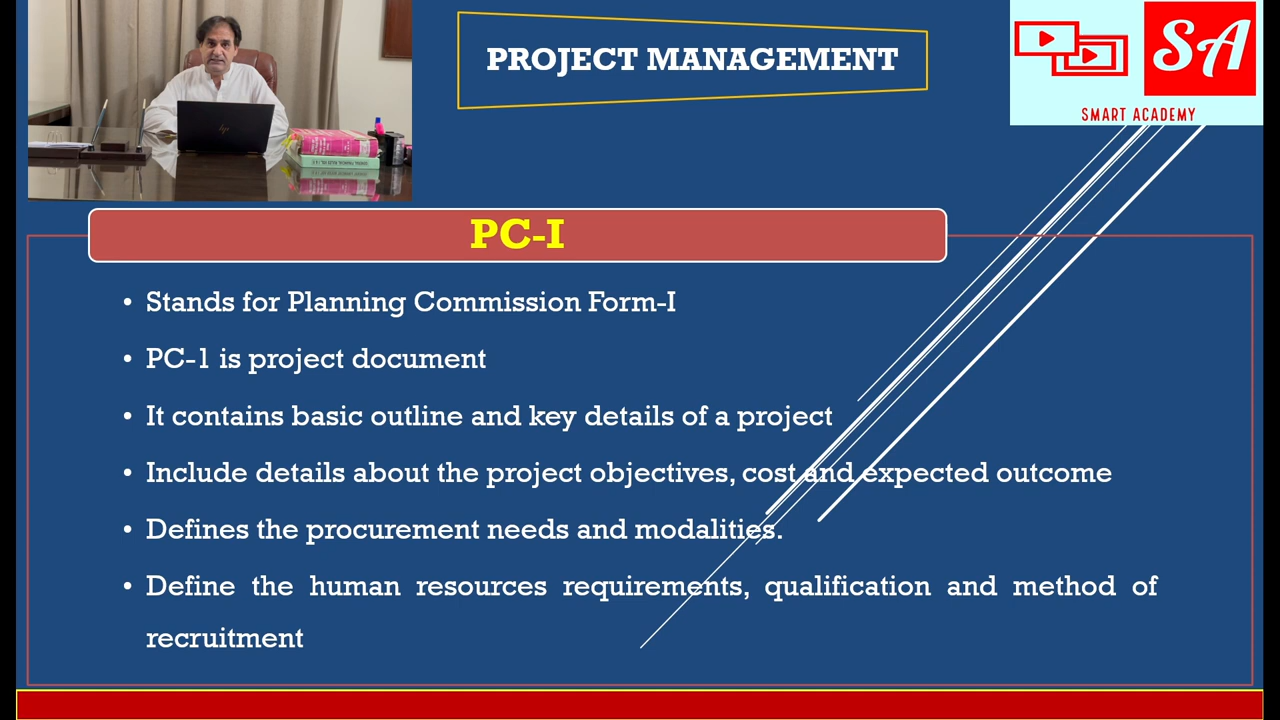 PROJECT MANAGEMENT
SA
SMART ACADEMY
hp
PC-I
• Stands for Planning Commission Form-I
• PC-1 is project document
• It contains basic outline and key details of a project
• Include details about the project objectives, cost and expected outcome
• Defines the procurement needs and modalities.
• Define the human resources requirements, qualification and method of
recruitment